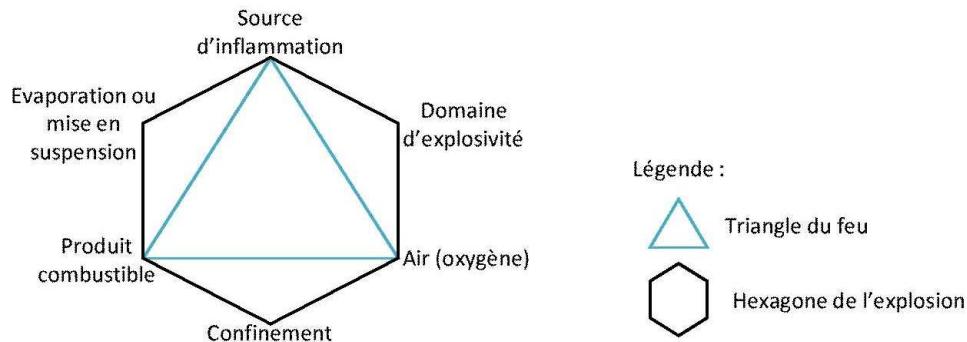 Source
d'inflammation
Evaporation ou
mise en
suspension
Domaine
d'explosivité
Produit
combustible
Air (oxygène)
Confinement
Légende :
Triangle du feu
Hexagone de l'explosion